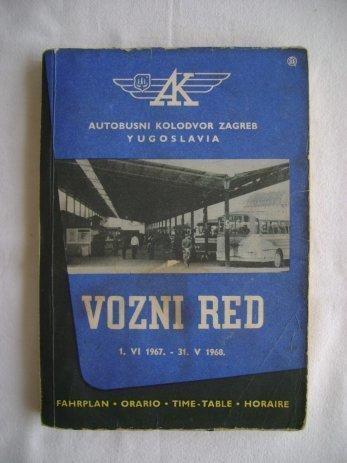 AK
AUTOBUSNI KOLODVOR ZAGREB
YUGOSLAVIA
VOZNI RED
1. VI 1967. - 31. V 1968.
FAHRPLAN • ORARIO • TIME-TABLE • HORAIRE